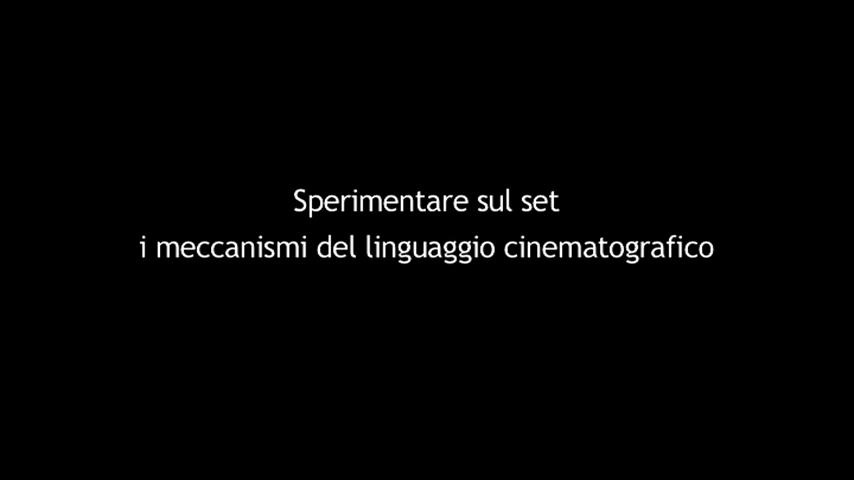 Sperimentare sul set
i meccanismi del linguaggio cinematografico